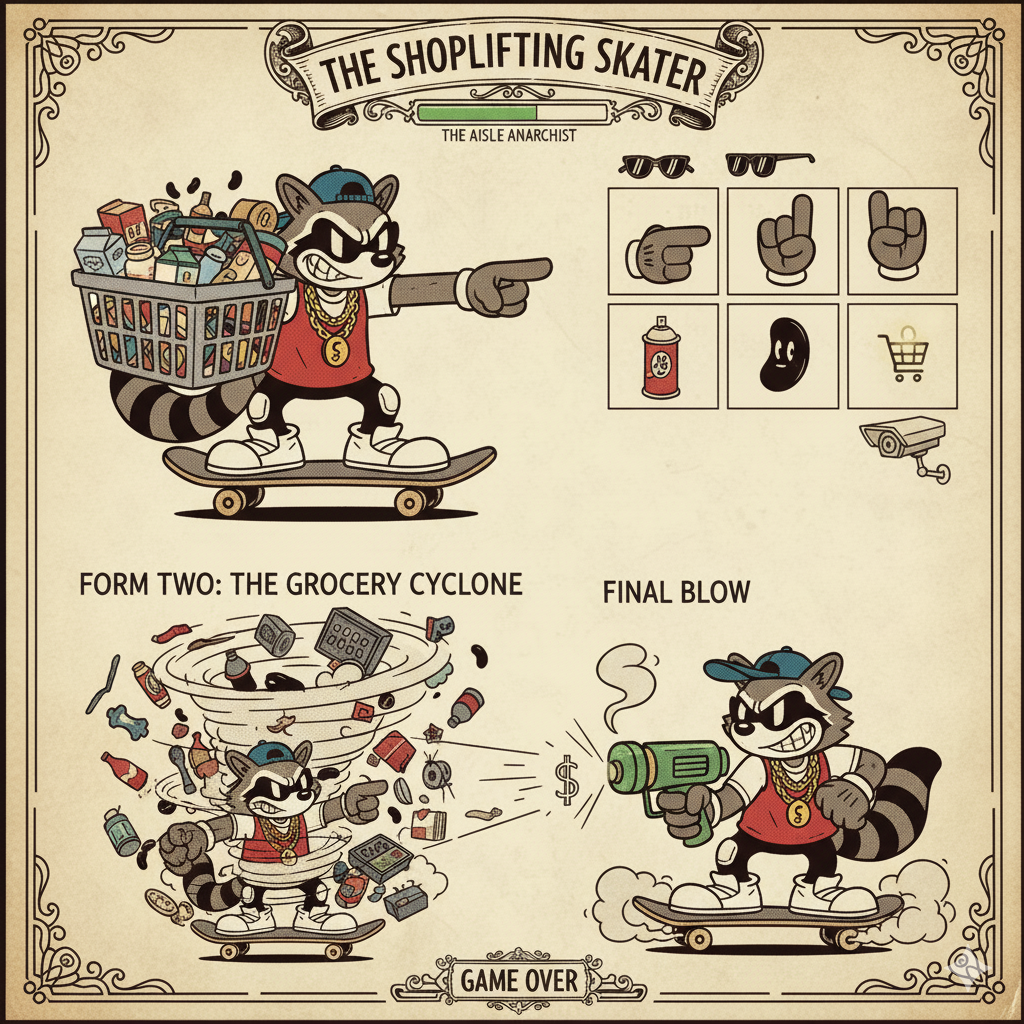 THE SHOPLIFTING SKATER
THE AISLE ANARCHIST
FORM TWO: THE GROCERY CYCLONE
FINAL BLOW
$
GAME OVER